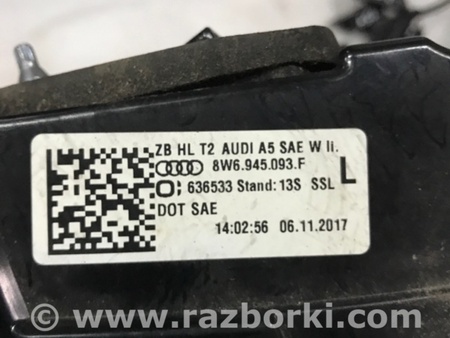 ZB HL T2 AUDI A5 SAE W li.
8W6.945.093.F
L
636533 Stand: 13S SSL
DOT SAE
14:02:56 06.11.2017
© www.razborki.com